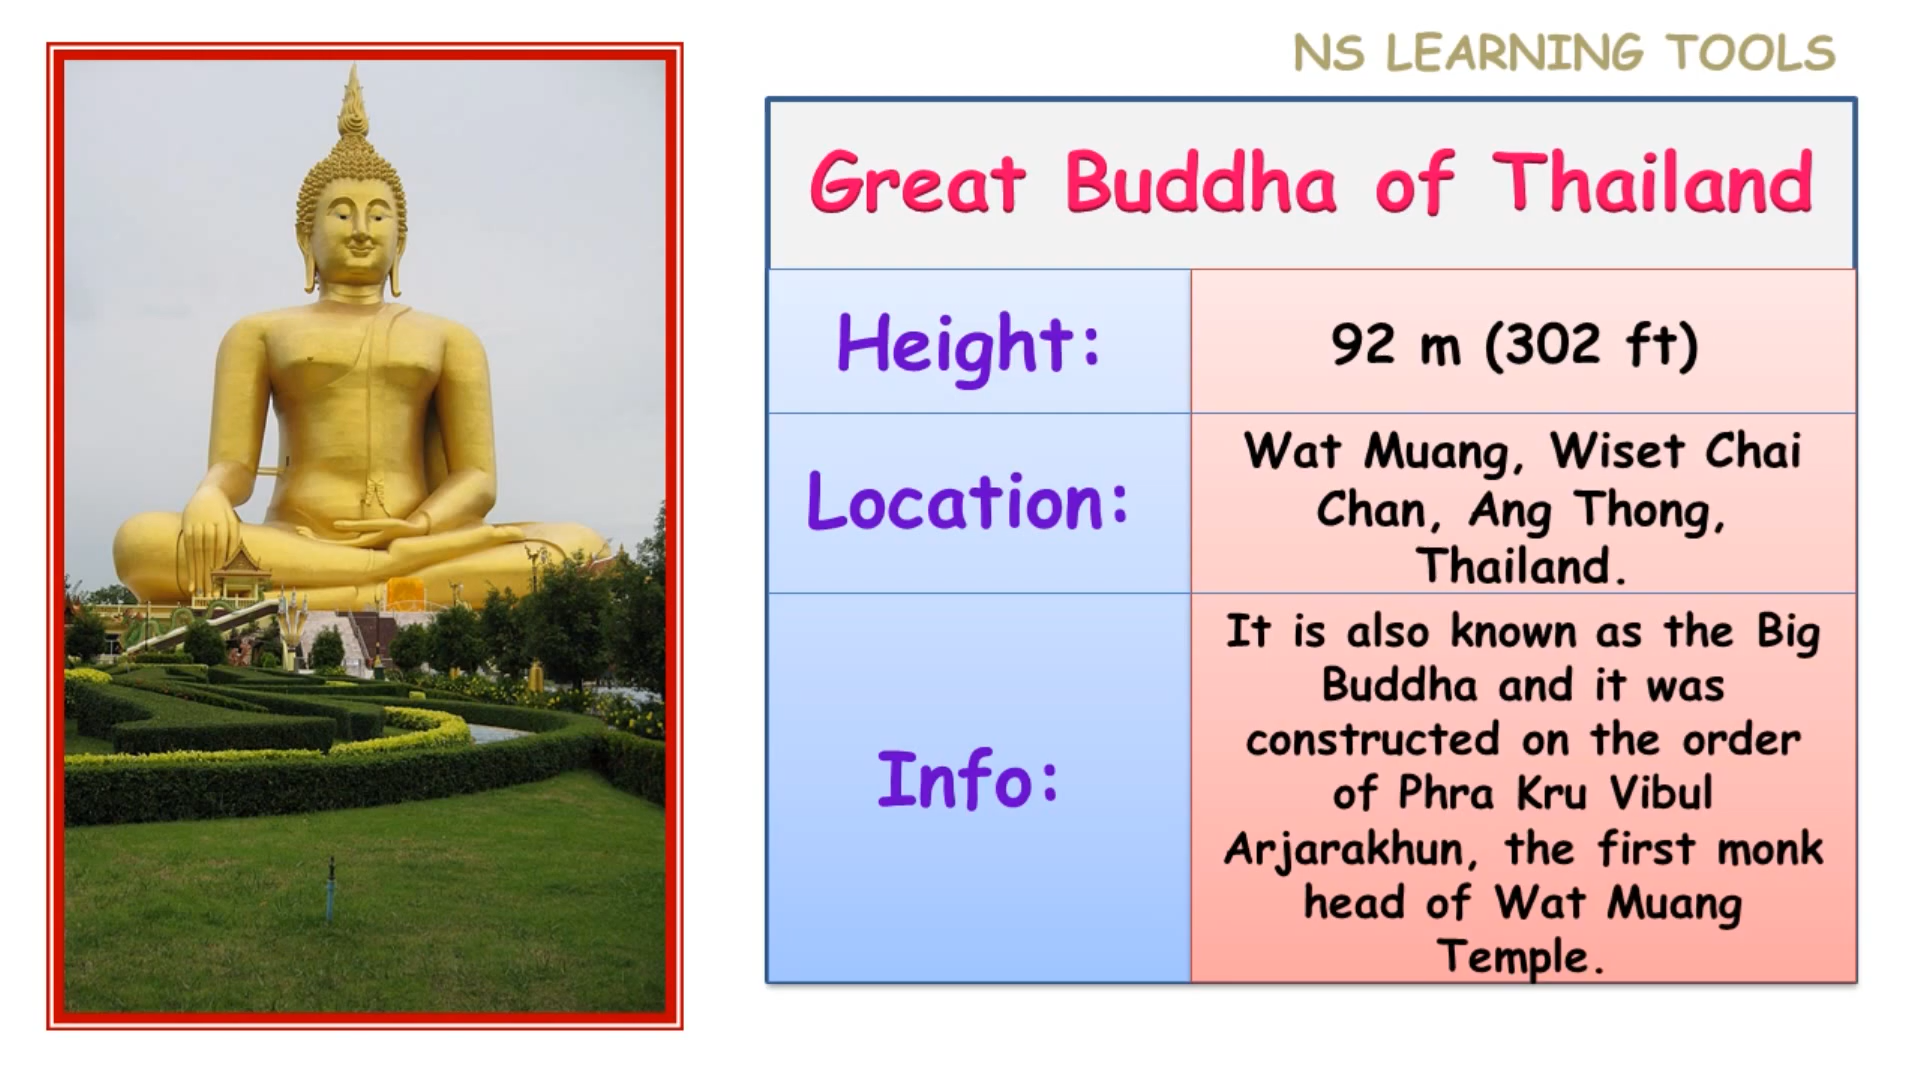 NS LEARNING TOOLS
Great Buddha of Thailand
Height:
92 m (302 ft)
Location:
Wat Muang, Wiset Chai
Chan, Ang Thong,
Thailand.
Info:
It is also known as the Big
Buddha and it was
constructed on the order
of Phra Kru Vibul
Arjarakhun, the first monk
head of Wat Muang
Temple.